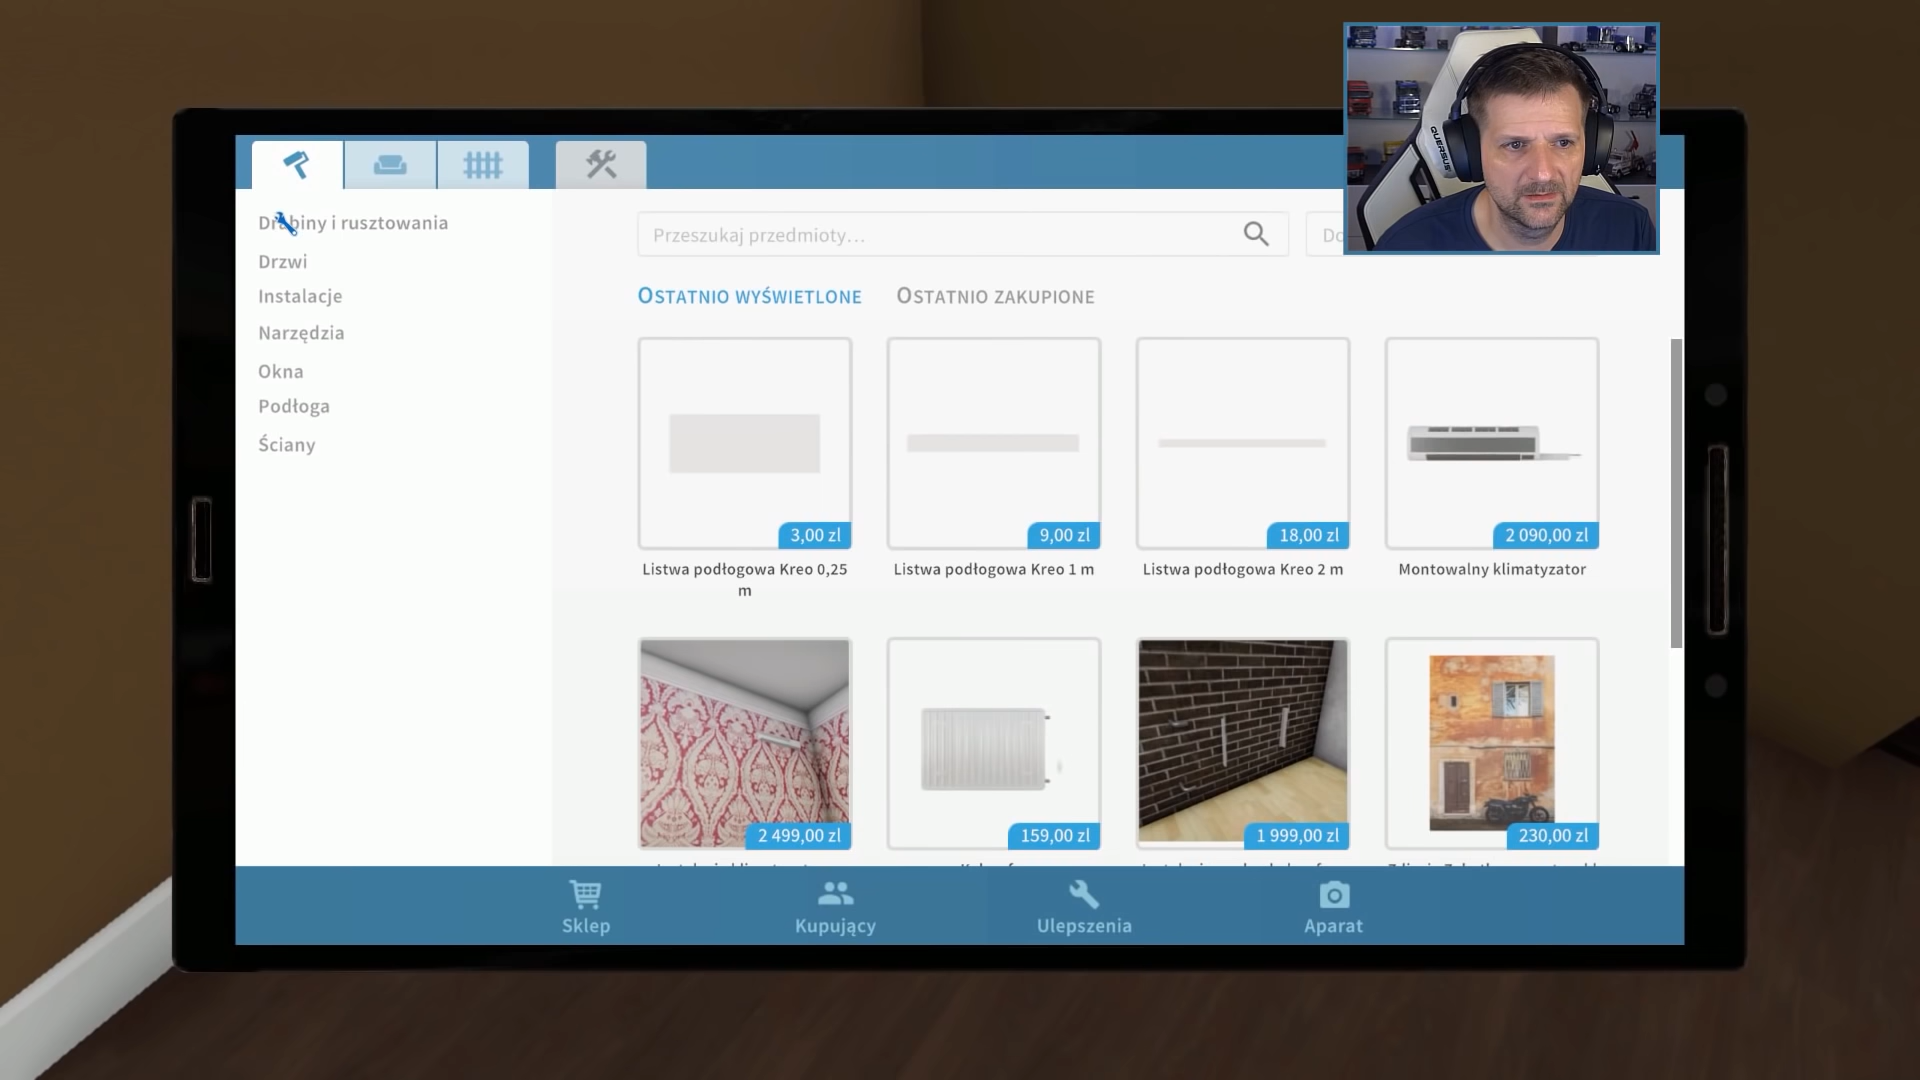 Drabiny i rusztowania
Drzwi
Instalacje
Narzędzia
Okna
Podłoga
Ściany
Przeszukaj przedmioty...
OSTATNIO WYŚWIETLONE
OSTATNIO ZAKUPIONE
3,00 zl
9,00 zl
18,00 zl
2 090,00 zl
Listwa podłogowa Kreo 0,25
m
Listwa podłogowa Kreo 1 m
Listwa podłogowa Kreo 2 m
Montowalny klimatyzator
2 499,00 zl
159,00 zl
1 999,00 zl
230,00 zl
Sklep
Kupujący
Ulepszenia
Aparat
QUERSUS